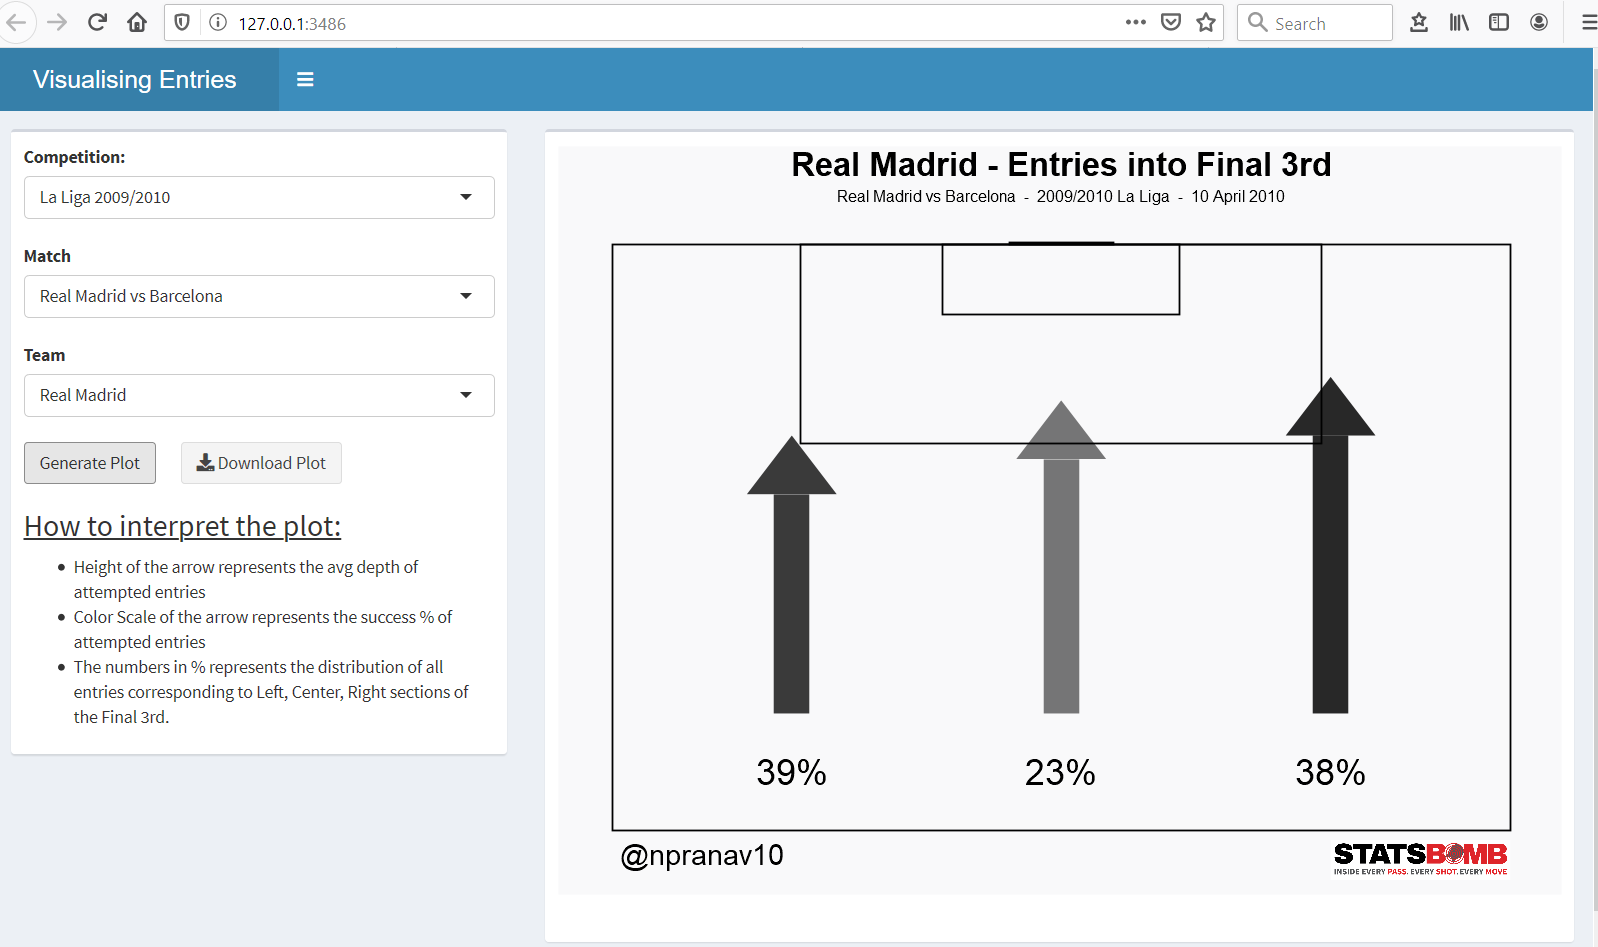 127.0.0.1:3486
Search
Visualising Entries
Competition:
La Liga 2009/2010
Match
Real Madrid vs Barcelona
Team
Real Madrid
Generate Plot
Download Plot
How to interpret the plot:
Height of the arrow represents the avg depth of
attempted entries
Color Scale of the arrow represents the success % of
attempted entries
The numbers in % represents the distribution of all
entries corresponding to Left, Center, Right sections of
the Final 3rd.
Real Madrid - Entries into Final 3rd
Real Madrid vs Barcelona - 2009/2010 La Liga - 10 April 2010
39% 23% 38%
@npranav10
STATSBOMB
INSIDE EVERY PASS. EVERY SHOT. EVERY MOVE